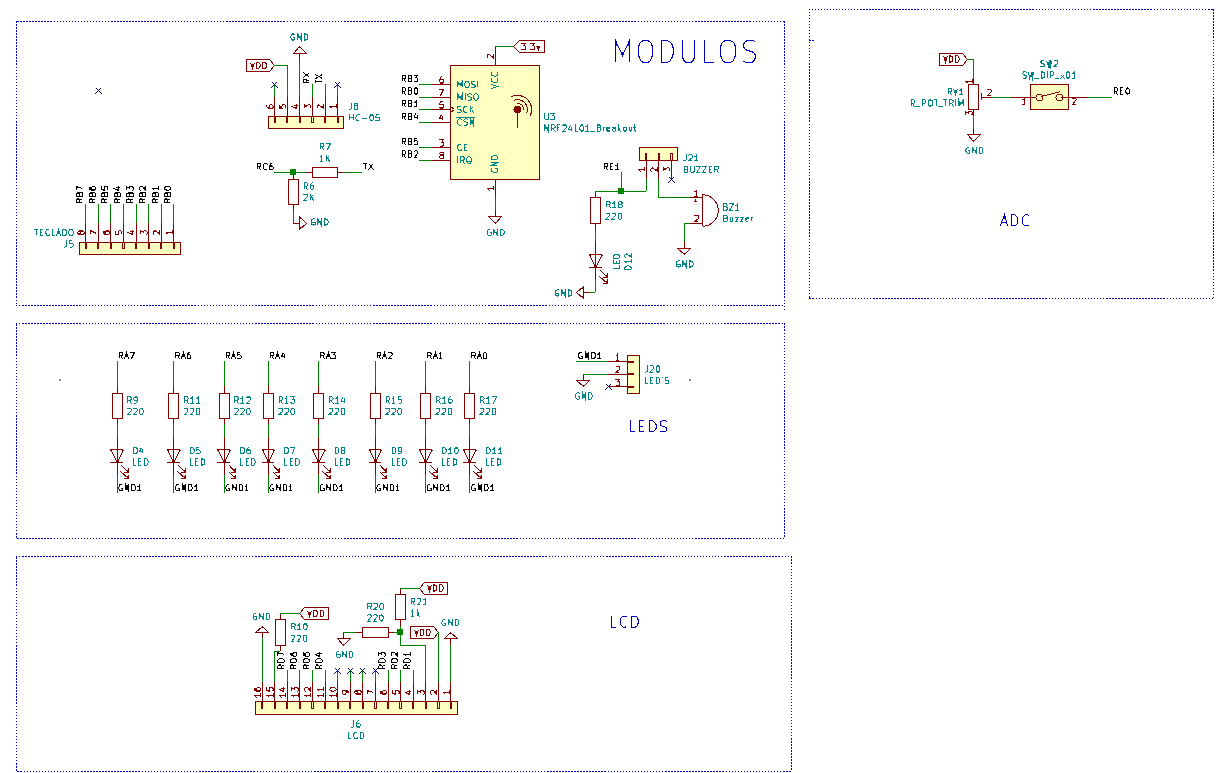 MODULOS
GND
VDD
RX
TX
6
5
4
3
2
1
J8
HC-05
R7
1K
RC6
TX
R6
2K
GND
RB7
RB6
RB5
RB4
RB3
RB2
RB1
RB0
TECLADO
J5
8
7
6
5
4
3
2
1
3.3v
2
VCC
RB3
6
MOSI
RB0
7
MISO
RB1
5
SCK
RB4
4
CSN
RB5
3
CE
RB2
8
IRQ
GND
1
GND
U3
NRF24L01_Breakout
J21
BUZZER
1
2
3
RE1
R18
220
LED
D12
GND
1
2
BZ1
Buzzer
GND
VDD
1
RV1
R_POT_TRIM
2
3
GND
SW2
SW_DIP_x01
1
2
RE0
ADC
RA7
RA6
RA5
RA4
RA3
RA2
RA1
RA0
R9
220
R11
220
R12
220
R13
220
R14
220
R15
220
R16
220
R17
220
D4
LED
D5
LED
D6
LED
D7
LED
D8
LED
D9
LED
D10
LED
D11
LED
GND1
GND1
GND1
GND1
GND1
GND1
GND1
GND1
GND1
1
2
3
GND
J20
LED'S
LEDS
LCD
VDD
R21
1k
R20
220
GND
VDD
GND
GND
VDD
R10
220
RD7
RD6
RD5
RD4
RD3
RD2
RD1
16
15
14
13
12
11
10
9
8
7
6
5
4
3
2
1
J6
LCD